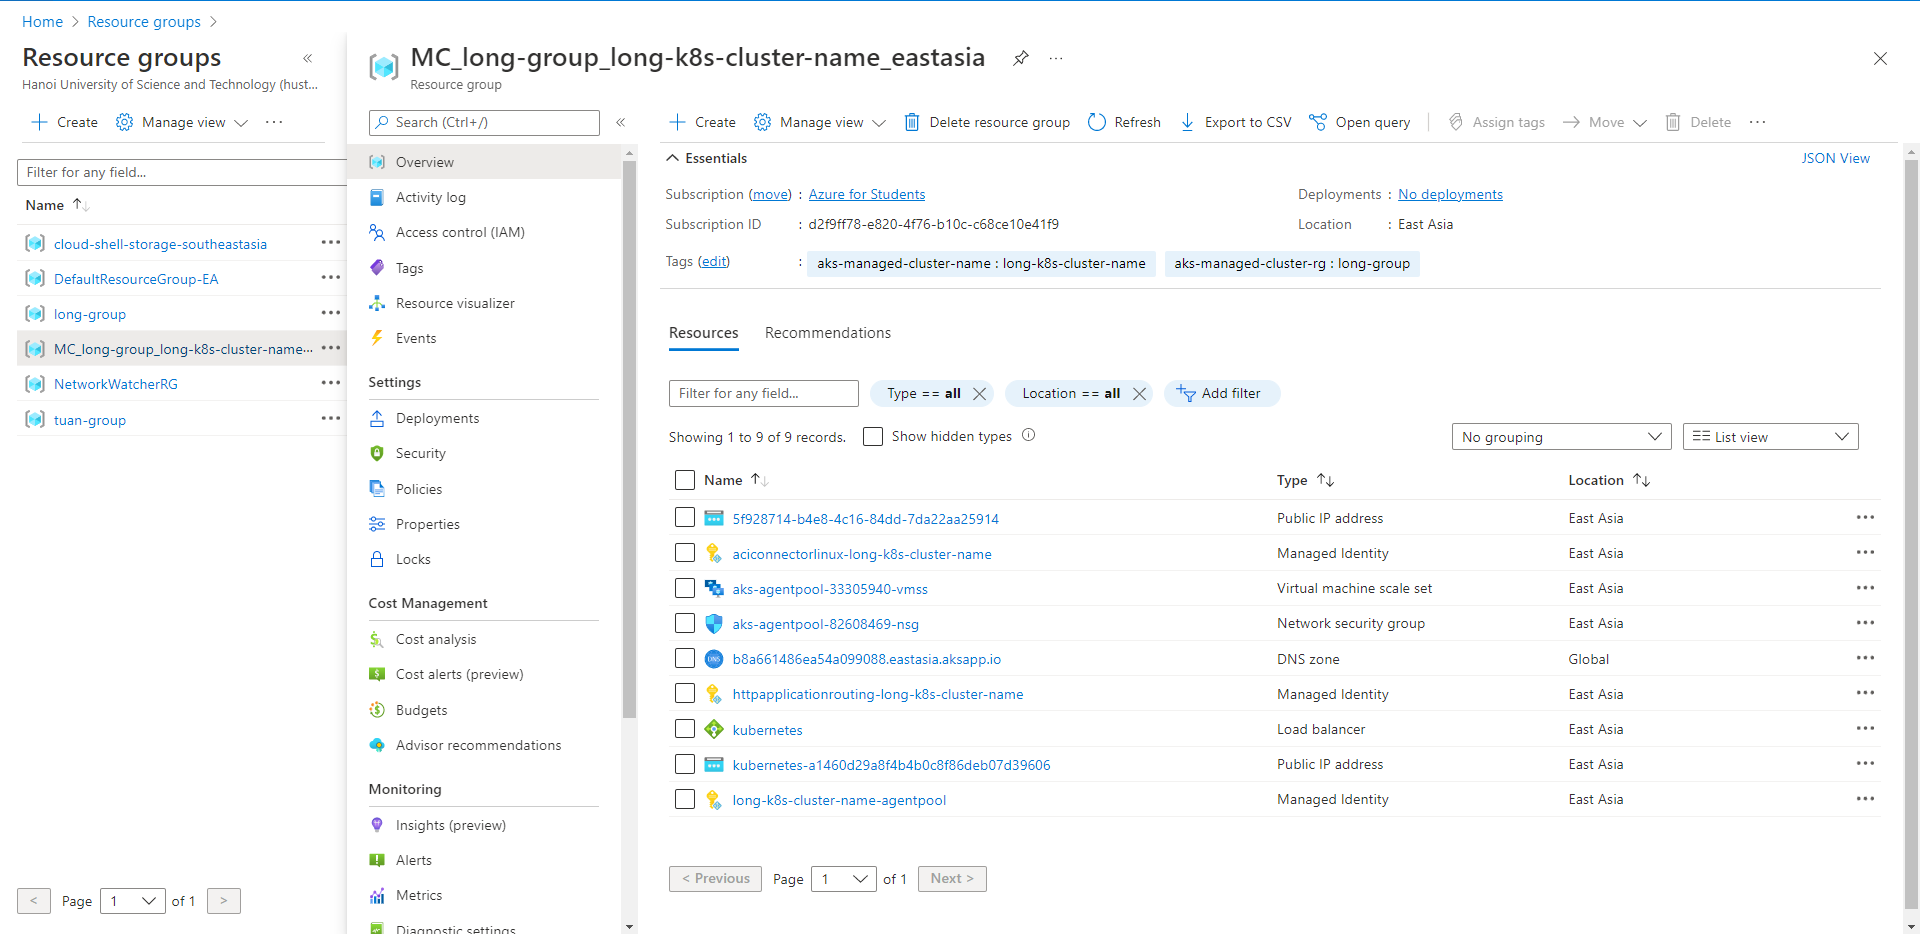 Home > Resource groups >
Resource groups «
Hanoi University of Science and Technology (hust...
Create Manage view ...
Filter for any field...
Name ↑↓
cloud-shell-storage-southeastasia ...
DefaultResourceGroup-EA ...
long-group ...
MC_long-group_long-k8s-cluster-name... ...
NetworkWatcherRG ...
tuan-group ...
< Page 1 of 1 >
MC_long-group_long-k8s-cluster-name_eastasia ...
Resource group
Search (Ctrl+/) «
Overview
Activity log
Access control (IAM)
Tags
Resource visualizer
Events
Settings
Deployments
Security
Policies
Properties
Locks
Cost Management
Cost analysis
Cost alerts (preview)
Budgets
Advisor recommendations
Monitoring
Insights (preview)
Alerts
Metrics
Diagnostic settings
Create Manage view Delete resource group Refresh Export to CSV Open query Assign tags Move Delete ...
Essentials JSON View
Subscription (move) : Azure for Students Deployments : No deployments
Subscription ID : d2f9ff78-e820-4f76-b10c-c68ce10e41f9 Location : East Asia
Tags (edit) : aks-managed-cluster-name : long-k8s-cluster-name aks-managed-cluster-rg : long-group
Resources Recommendations
Filter for any field... Type == all Location == all Add filter
Showing 1 to 9 of 9 records. Show hidden types No grouping List view
Name ↑↓ Type ↑↓ Location ↑↓
5f928714-b4e8-4c16-84dd-7da22aa25914 Public IP address East Asia ...
aciconnectorlinux-long-k8s-cluster-name Managed Identity East Asia ...
aks-agentpool-33305940-vmss Virtual machine scale set East Asia ...
aks-agentpool-82608469-nsg Network security group East Asia ...
DNS b8a661486ea54a099088.eastasia.aksapp.io DNS zone Global ...
httpapplicationrouting-long-k8s-cluster-name Managed Identity East Asia ...
kubernetes Load balancer East Asia ...
kubernetes-a1460d29a8f4b4b0c8f86deb07d39606 Public IP address East Asia ...
long-k8s-cluster-name-agentpool Managed Identity East Asia ...
< Previous Page 1 of 1 Next >